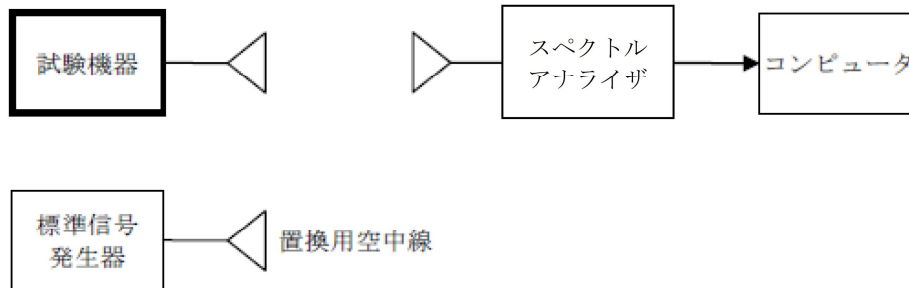 試験機器
スペクトル
アナライザ
コンピュータ
標準信号
発生器
置換用空中線